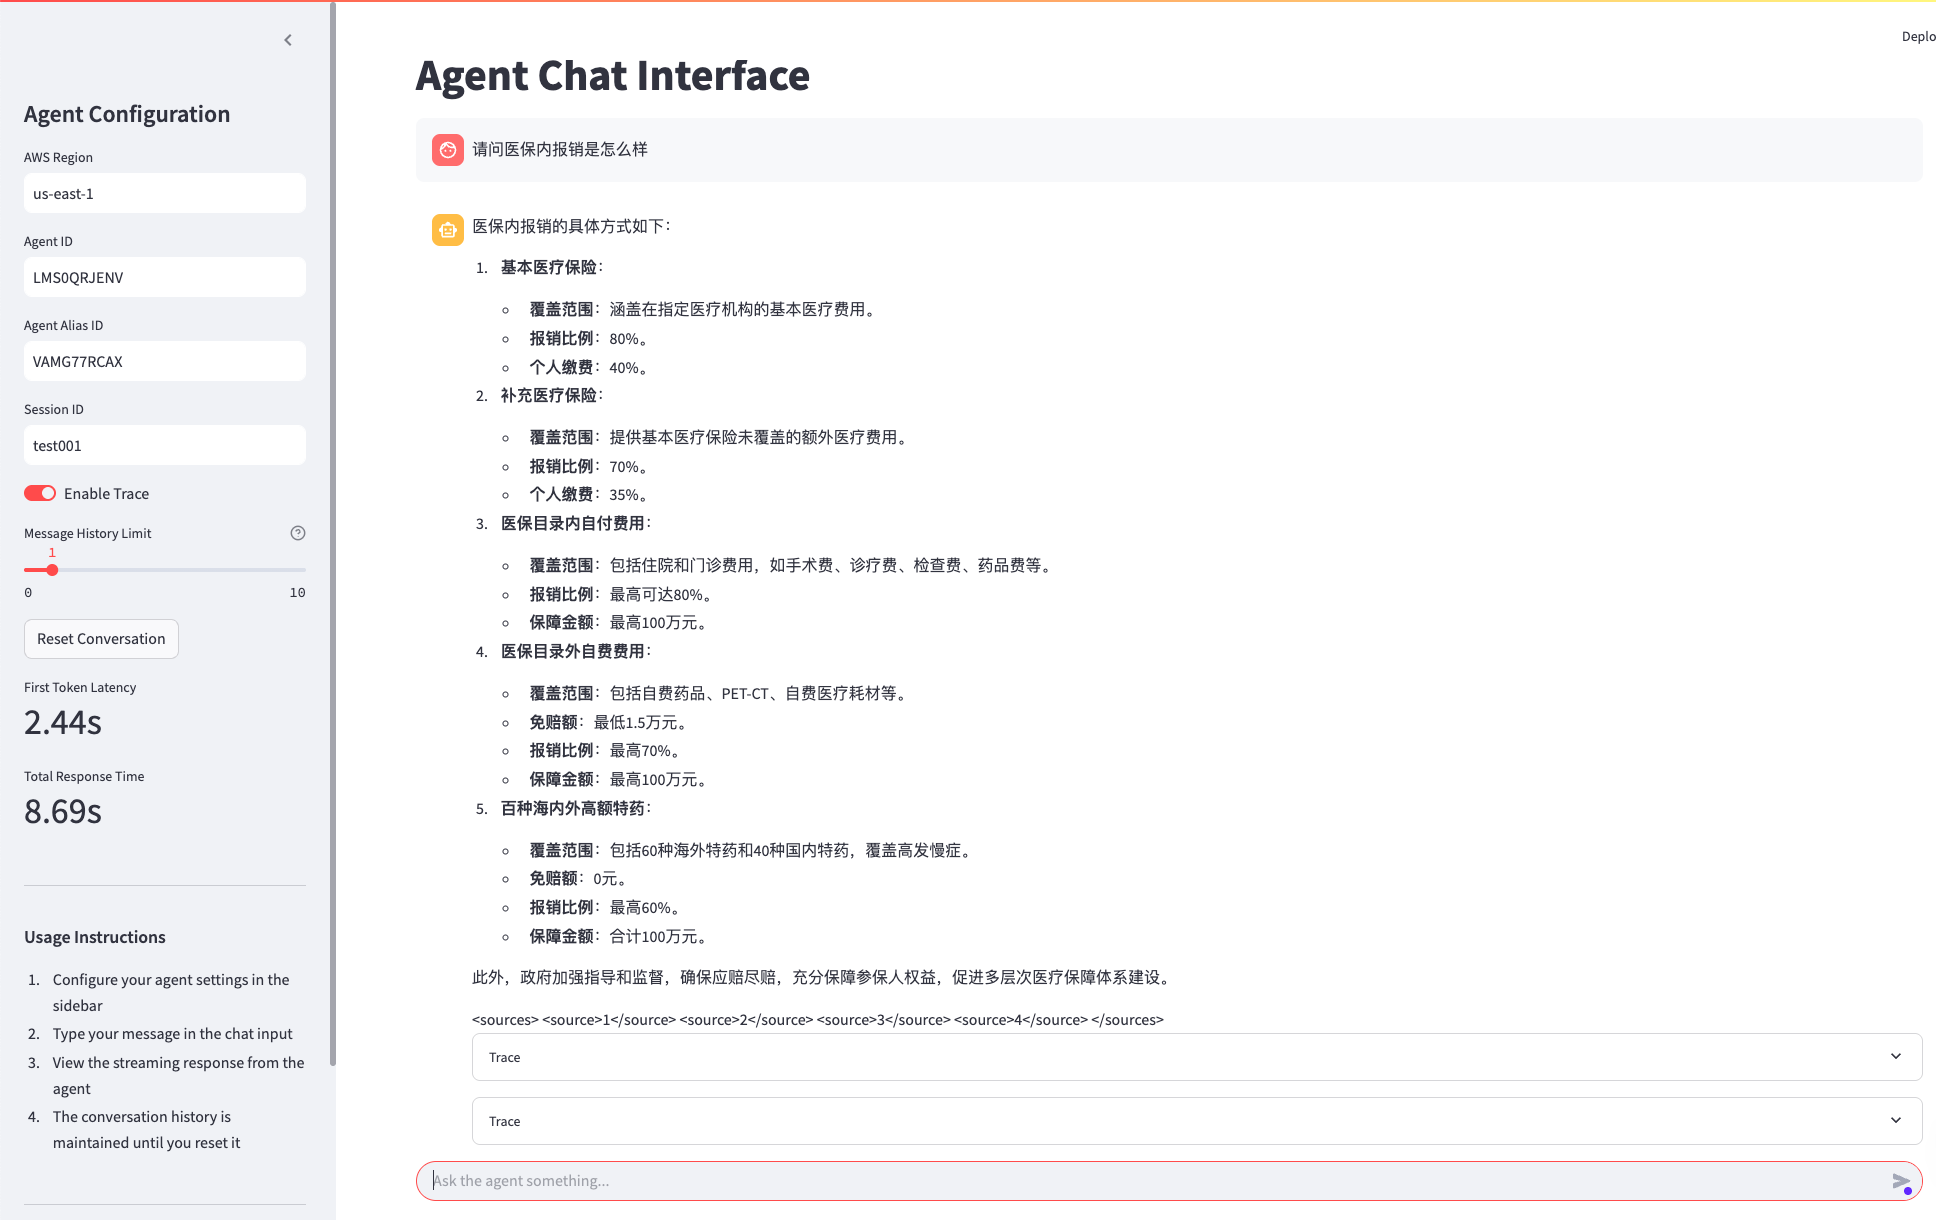 Agent Configuration
AWS Region
us-east-1
Agent ID
LMS0QRJENV
Agent Alias ID
VAMG77RCAX
Session ID
test001
Enable Trace
Message History Limit
1
0 10
Reset Conversation
First Token Latency
2.44s
Total Response Time
8.69s
Usage Instructions
1. Configure your agent settings in the
sidebar
2. Type your message in the chat input
3. View the streaming response from the
agent
4. The conversation history is
maintained until you reset it
Deplo
Agent Chat Interface
请问医保内报销是怎么样
医保内报销的具体方式如下：
1. 基本医疗保险：
覆盖范围：涵盖在指定医疗机构的基本医疗费用。
报销比例：80%。
个人缴费：40%。
2. 补充医疗保险：
覆盖范围：提供基本医疗保险未覆盖的额外医疗费用。
报销比例：70%。
个人缴费：35%。
3. 医保目录内自付费用：
覆盖范围：包括住院和门诊费用，如手术费、诊疗费、检查费、药品费等。
报销比例：最高可达80%。
保障金额：最高100万元。
4. 医保目录外自费费用：
覆盖范围：包括自费药品、PET-CT、自费医疗耗材等。
免赔额：最低1.5万元。
报销比例：最高70%。
保障金额：最高100万元。
5. 百种海内外高额特药：
覆盖范围：包括60种海外特药和40种国内特药，覆盖高发慢症。
免赔额：0元。
报销比例：最高60%。
保障金额：合计100万元。
此外，政府加强指导和监督，确保应赔尽赔，充分保障参保人权益，促进多层次医疗保障体系建设。
<sources> <source>1</source> <source>2</source> <source>3</source> <source>4</source> </sources>
Trace
Trace
Ask the agent something...